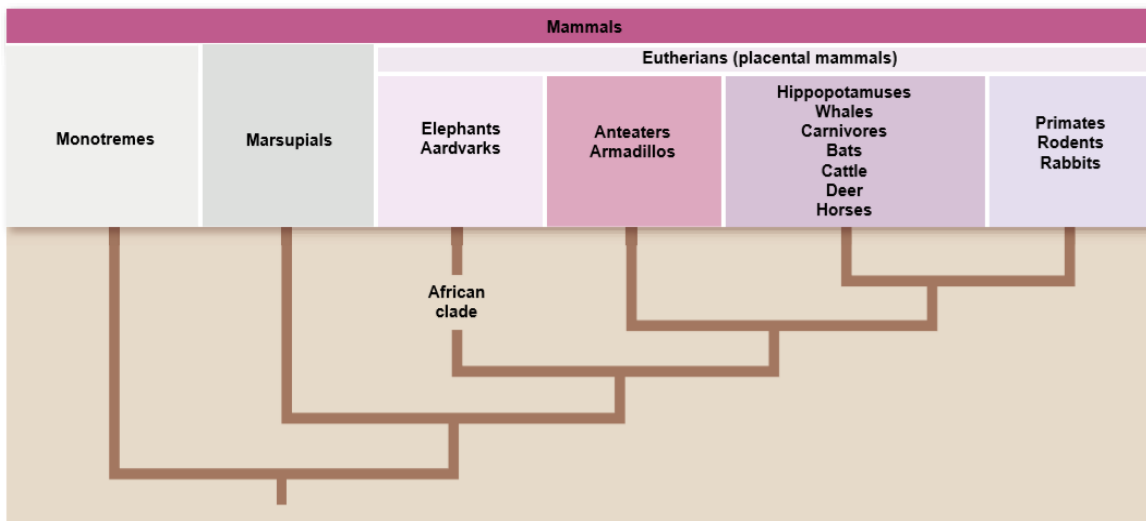 Mammals
Eutherians (placental mammals)
Monotremes
Marsupials
Elephants
Aardvarks
Anteaters
Armadillos
Hippopotamuses
Whales
Carnivores
Bats
Cattle
Deer
Horses
Primates
Rodents
Rabbits
African
clade